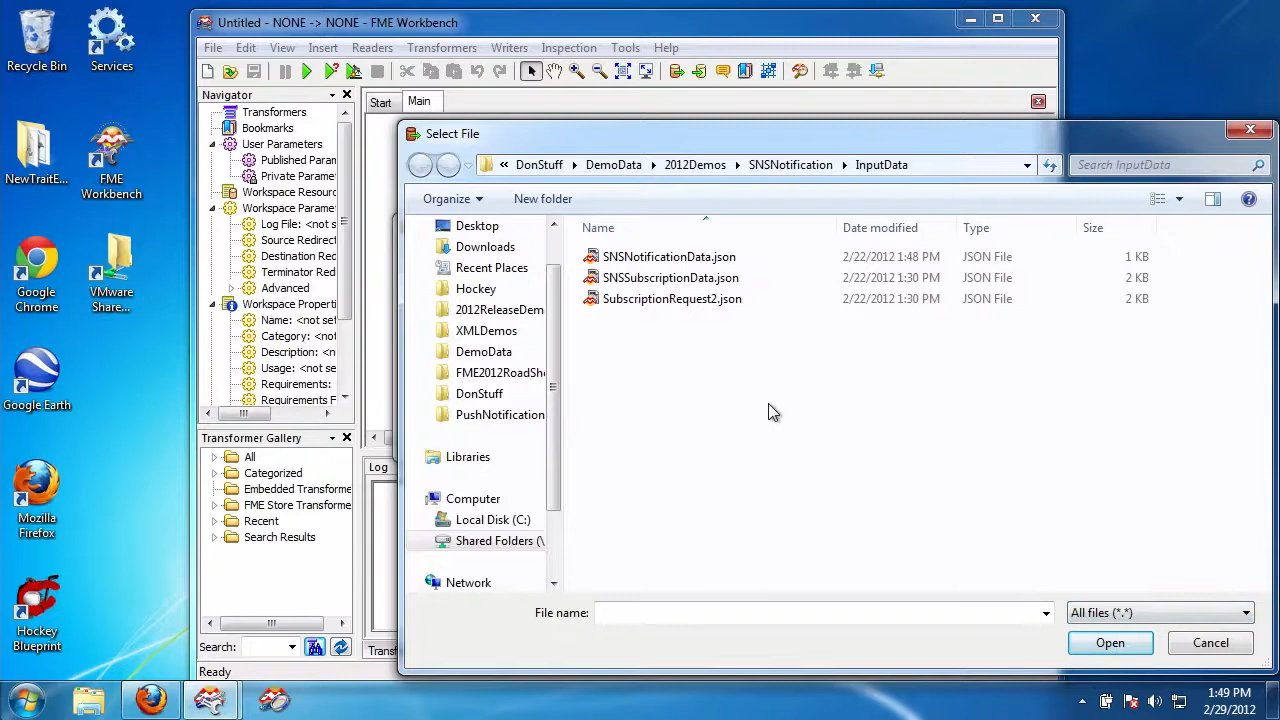 Recycle Bin
Services
NewTraitE...
FME
Workbench
Google
Chrome
VMware
Share...
Google Earth
Mozilla
Firefox
Hockey
Blueprint
Untitled - NONE -> NONE - FME Workbench
File Edit View Insert Readers Transformers Writers Inspection Tools Help
Navigator
Transformers
Bookmarks
User Parameters
Published Param
Private Paramet
Workspace Resourc
Workspace Parame
Log File: <not s
Source Redirect
Destination Red
Terminator Red
Advanced
Workspace Properti
Name: <not set
Category: <not
Description: <n
Usage: <not se
Requirements:
Requirements F
Transformer Gallery
All
Categorized
Embedded Transforme
FME Store Transforme
Recent
Search Results
Search:
Ready
Start Main
Log
Transf
Select File
« DonStuff DemoData 2012Demos SNSNotification InputData
Search InputData
Organize New folder
Desktop
Downloads
Recent Places
Hockey
2012ReleaseDem
XMLDemos
DemoData
FME2012RoadSho
DonStuff
PushNotification
Libraries
Computer
Local Disk (C:)
Shared Folders (\
Network
Name Date modified Type Size
SNSNotificationData.json 2/22/2012 1:48 PM JSON File 1 KB
SNSSubscriptionData.json 2/22/2012 1:30 PM JSON File 2 KB
SubscriptionRequest2.json 2/22/2012 1:30 PM JSON File 2 KB
File name:
All files (*.*)
Open Cancel
1:49 PM
2/29/2012